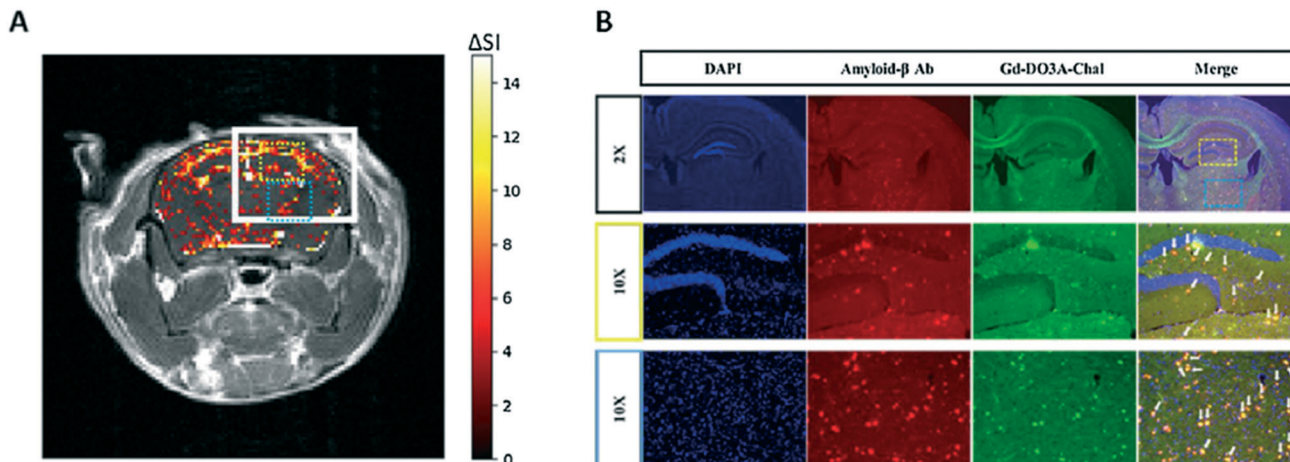 A
ΔSI
14
12
10
8
6
4
2
0
B
DAPI Amyloid-β Ab Gd-DO3A-Chal Merge
2X
10X
10X